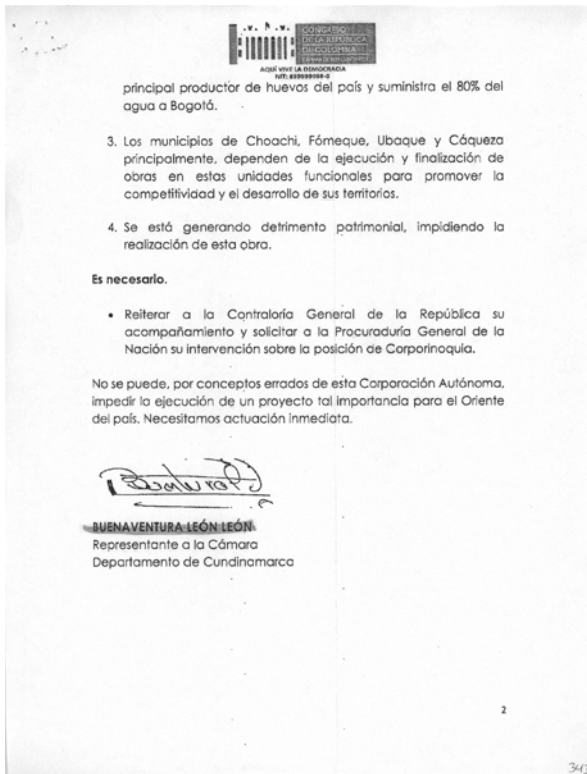 CONGRESO
DE LA REPÚBLICA
DE COLOMBIA
AQUÍ VIVE LA DEMOCRACIA
principal productor de huevos del país y suministra el 80% del
agua a Bogotá.
3. Los municipios de Choachi, Fómeque, Ubaque y Cáqueza
principalmente, dependen de la ejecución y finalización de
obras en estas unidades funcionales para promover la
competitividad y el desarrollo de sus territorios.
4. Se está generando detrimento patrimonial, impidiendo la
realización de esta obra.
Es necesario.
• Reiterar a la Contraloría General de la República su
acompañamiento y solicitar a la Procuraduría General de la
Nación su intervención sobre la posición de Corporinoquia.
No se puede, por conceptos errados de esta Corporación Autónoma,
impedir la ejecución de un proyecto tal importancia para el Oriente
del país. Necesitamos actuación inmediata.
BUENAVENTURA LEÓN LEÓN
Representante a la Cámara
Departamento de Cundinamarca
2